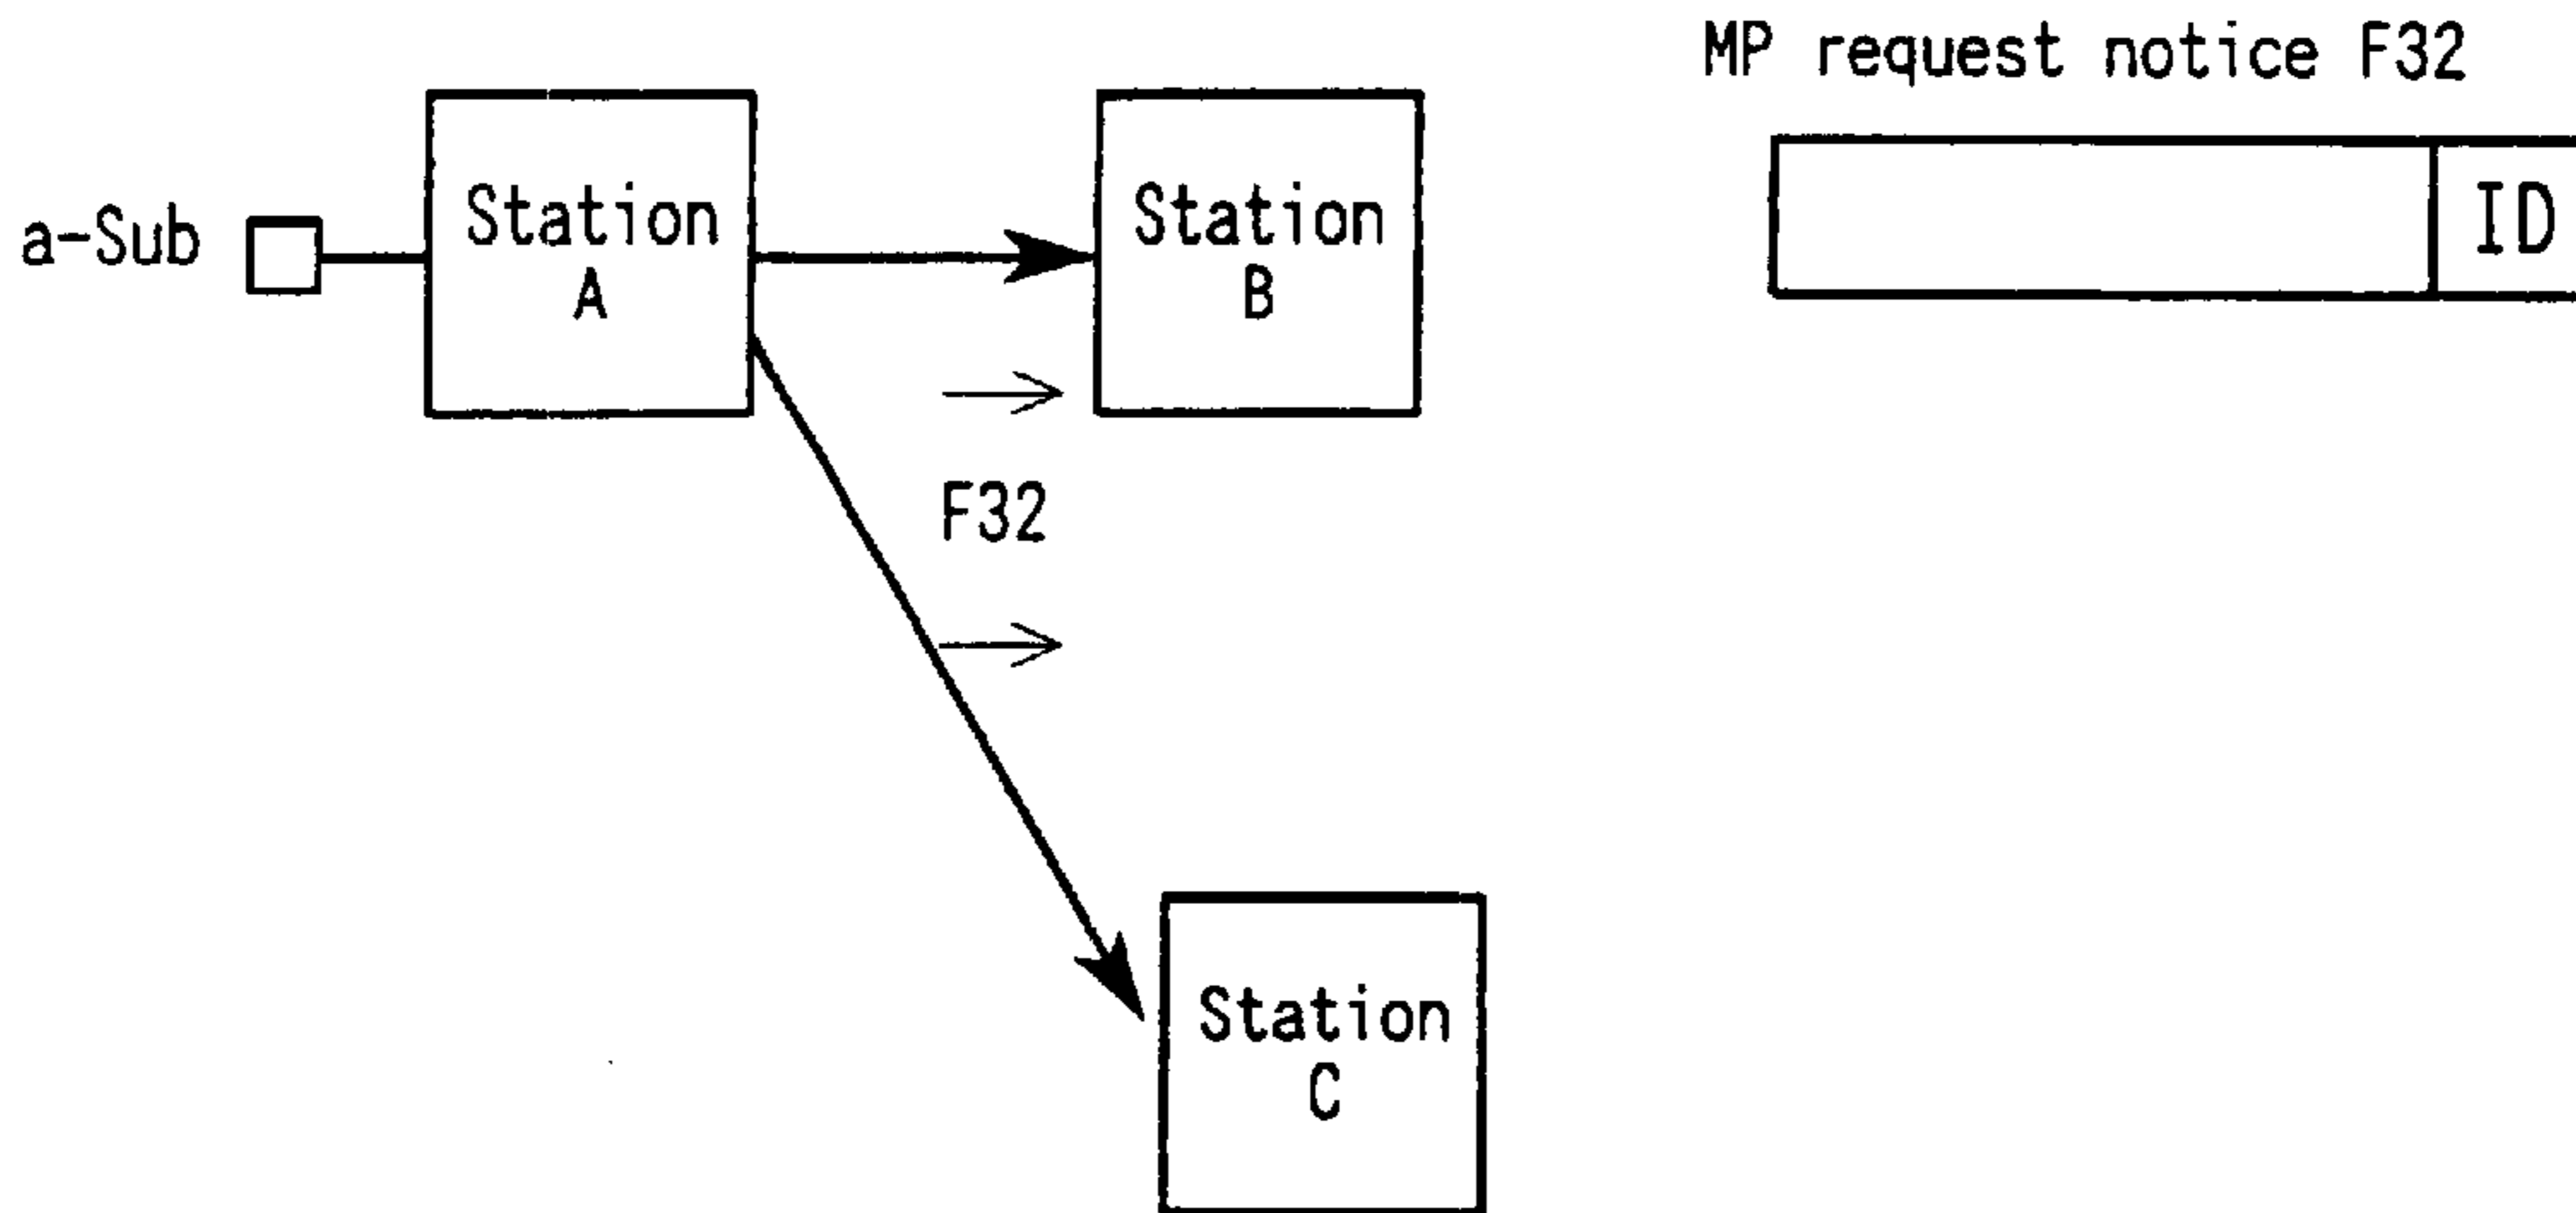 MP request notice F32
a-Sub
Station
A
Station
B
ID
F32
Station
C